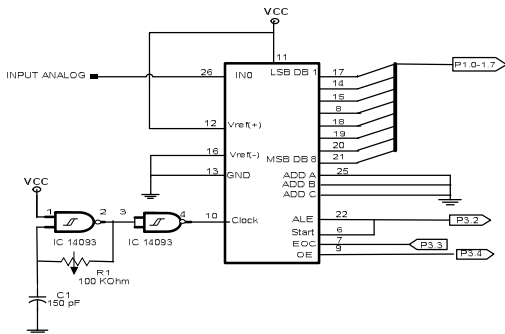 VCC
11
INPUT ANALOG
26
IN0
LSB DB 1
17
P1.0-1.7
14
15
8
12
Vref(+)
18
19
20
16
Vref(-)
MSB DB 8
21
13
GND
ADD A
25
ADD B
ADD C
VCC
1
2
3
4
10
Clock
ALE
22
P3.2
Start
6
IC 14093
IC 14093
EOC
7
P3.3
OE
9
P3.4
R1
100 KOhm
C1
150 pF